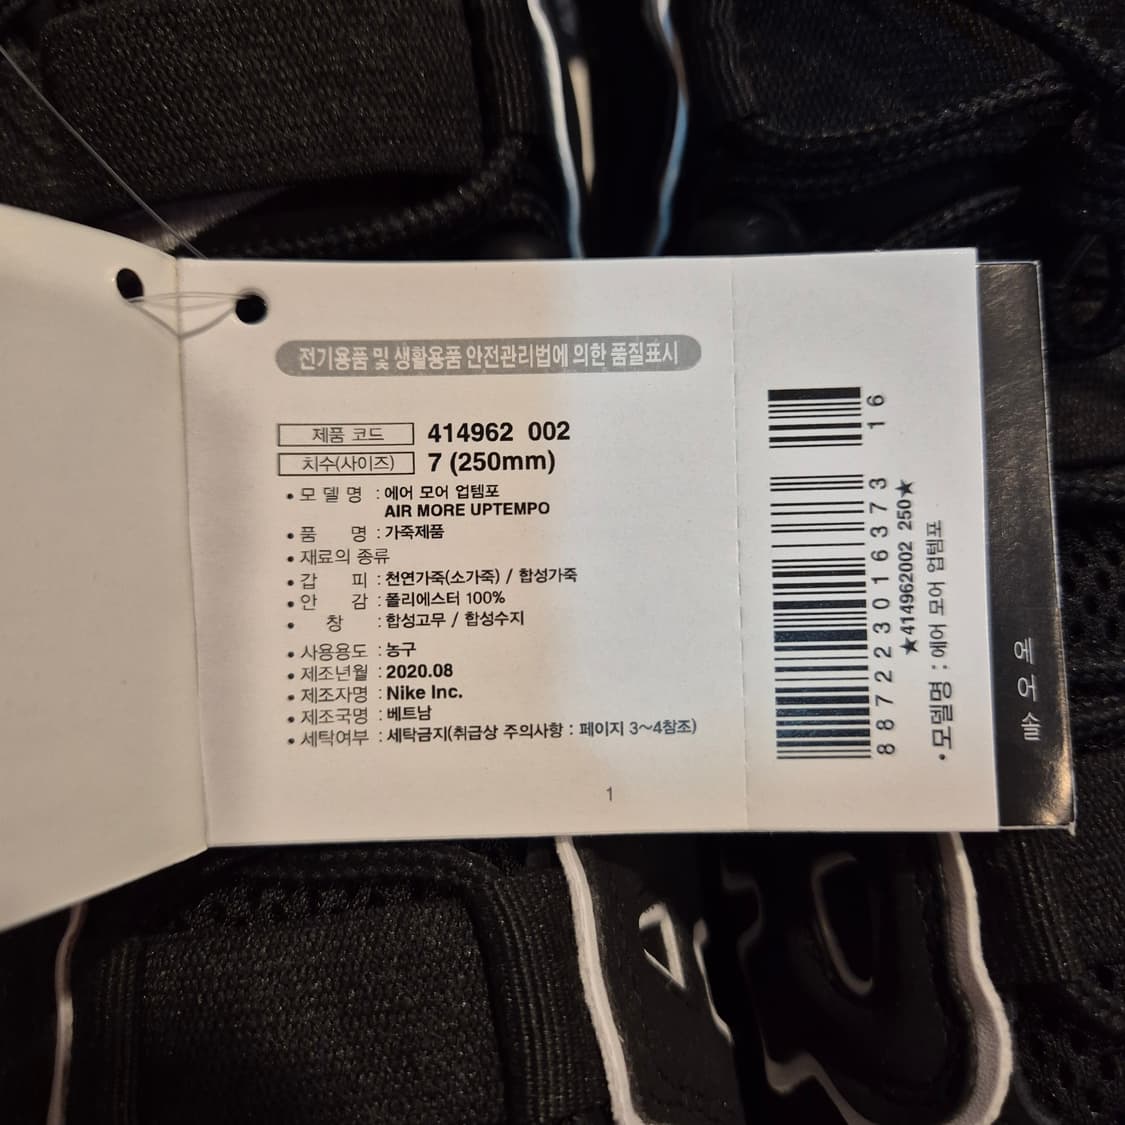 전기용품 및 생활용품 안전관리법에 의한 품질표시
제품 코드 414962 002
치수(사이즈) 7 (250mm)
• 모 델 명 : 에어 모어 업템포
AIR MORE UPTEMPO
• 품 명 : 가죽제품
• 재료의 종류
• 갑 피 : 천연가죽(소가죽) / 합성가죽
• 안 감 : 폴리에스터 100%
• 창 : 합성고무 / 합성수지
• 사용용도 : 농구
• 제조년월 : 2020.08
• 제조자명 : Nike Inc.
• 제조국명 : 베트남
• 세탁여부 : 세탁금지(취급상 주의사항 : 페이지 3~4참조)
1
8 87223 01637 3
16
★414962002 250★
• 모델명 : 에어 모어 업템포
에어 솔